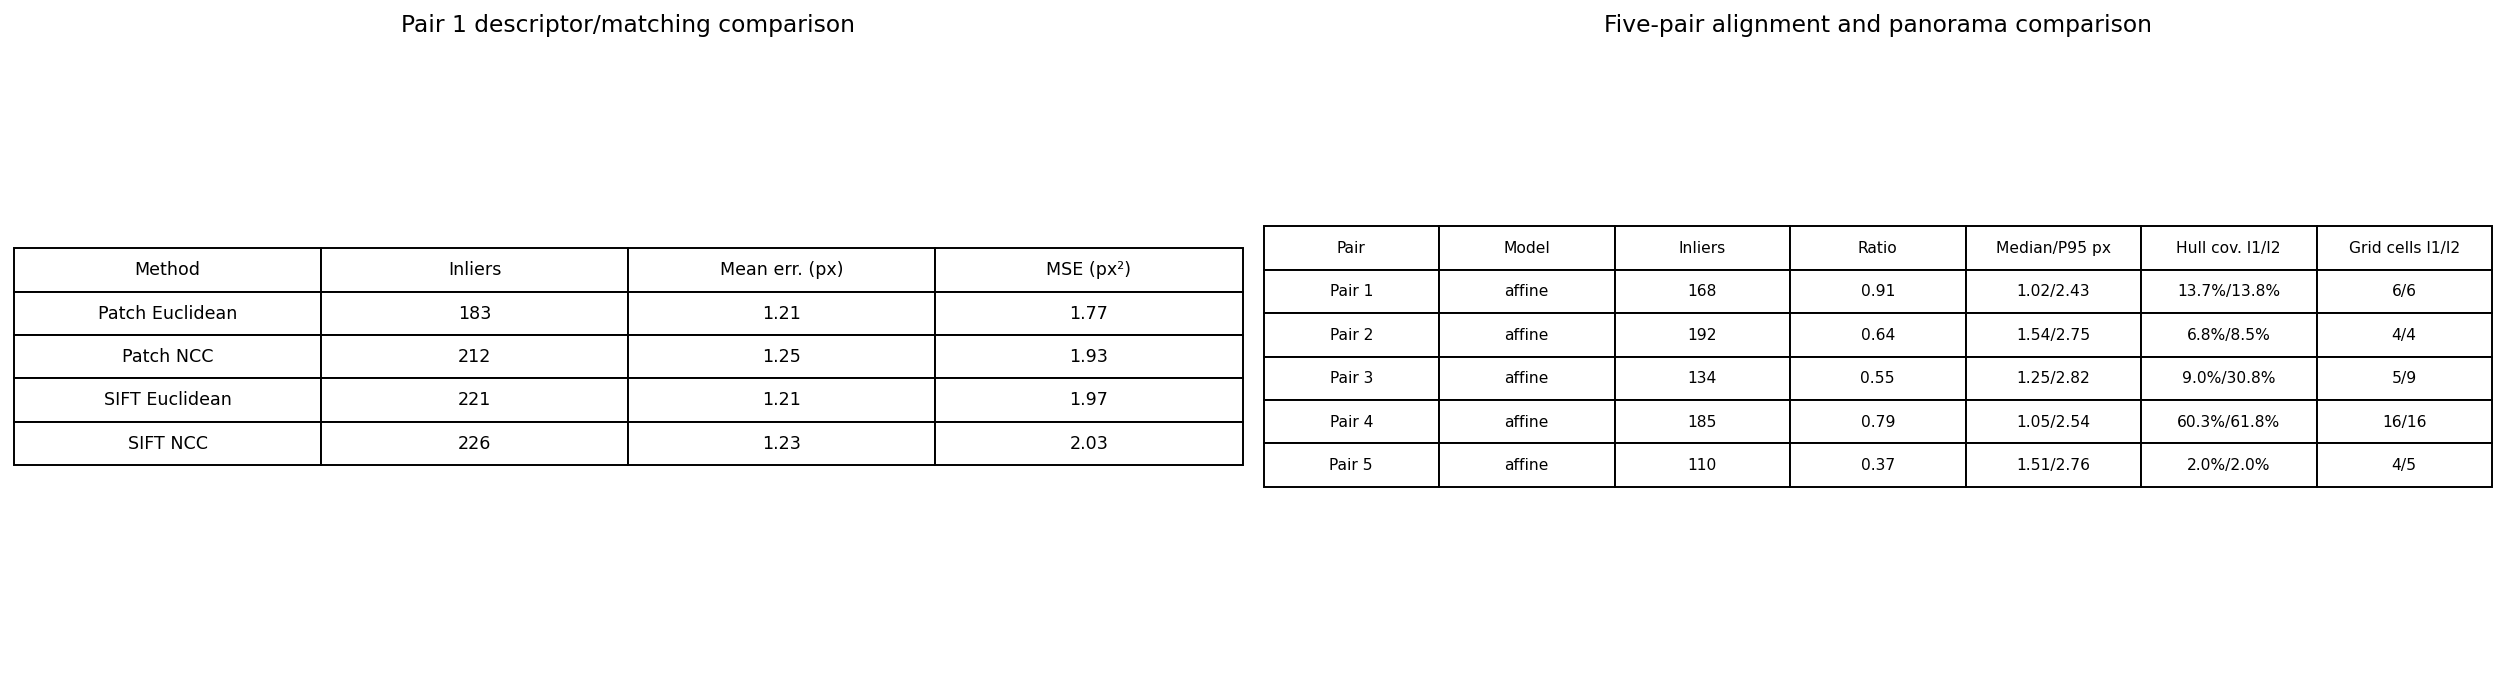 Pair 1 descriptor/matching comparison
Method Inliers Mean err. (px) MSE (px²)
Patch Euclidean 183 1.21 1.77
Patch NCC 212 1.25 1.93
SIFT Euclidean 221 1.21 1.97
SIFT NCC 226 1.23 2.03
Five-pair alignment and panorama comparison
Pair Model Inliers Ratio Median/P95 px Hull cov. I1/I2 Grid cells I1/I2
Pair 1 affine 168 0.91 1.02/2.43 13.7%/13.8% 6/6
Pair 2 affine 192 0.64 1.54/2.75 6.8%/8.5% 4/4
Pair 3 affine 134 0.55 1.25/2.82 9.0%/30.8% 5/9
Pair 4 affine 185 0.79 1.05/2.54 60.3%/61.8% 16/16
Pair 5 affine 110 0.37 1.51/2.76 2.0%/2.0% 4/5